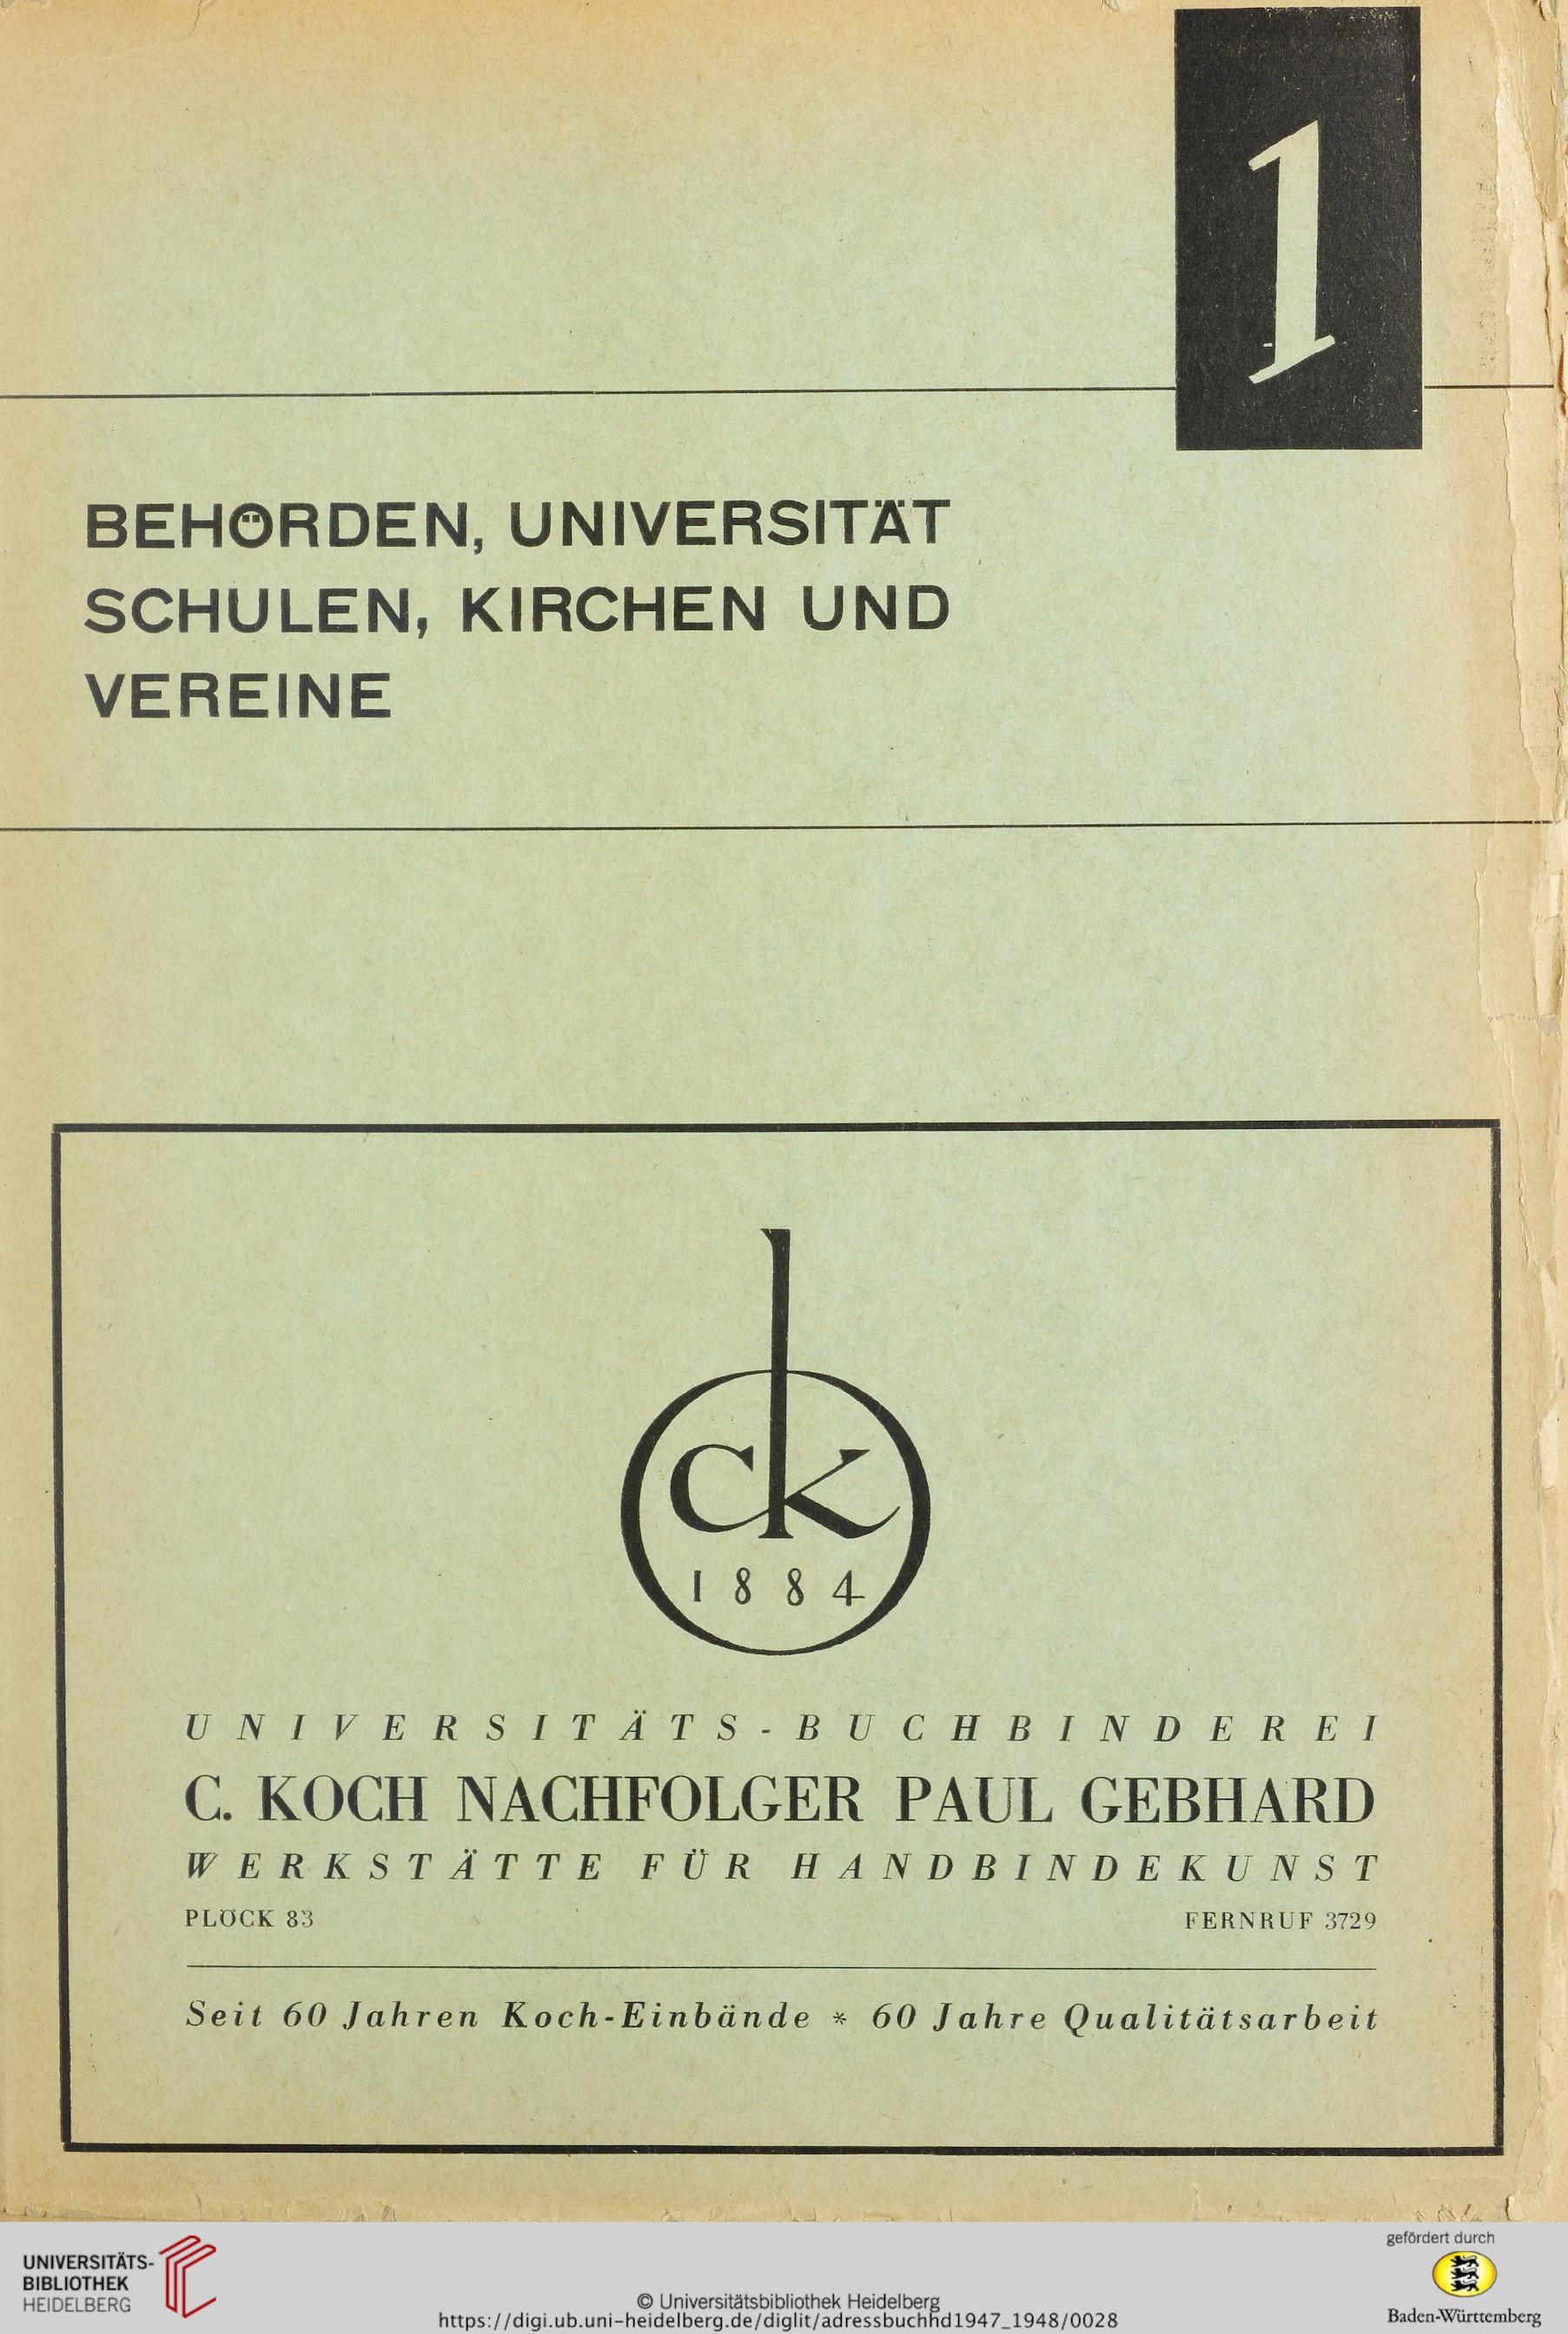 1
BEHÖRDEN, UNIVERSITÄT
SCHULEN, KIRCHEN UND
VEREINE
ck
1884
UNIVERSITÄTS-BUCHBINDEREI
C. KOCH NACHFOLGER PAUL GEBHARD
WERKSTÄTTE FÜR HANDBINDEKUNST
PLÖCK 83 FERNRUF 3729
Seit 60 Jahren Koch-Einbände * 60 Jahre Qualitätsarbeit
UNIVERSITÄTS-
BIBLIOTHEK
HEIDELBERG
© Universitätsbibliothek Heidelberg
https://digi.ub.uni-heidelberg.de/diglit/adressbuchhd1947_1948/0028
gefördert durch
Baden-Württemberg